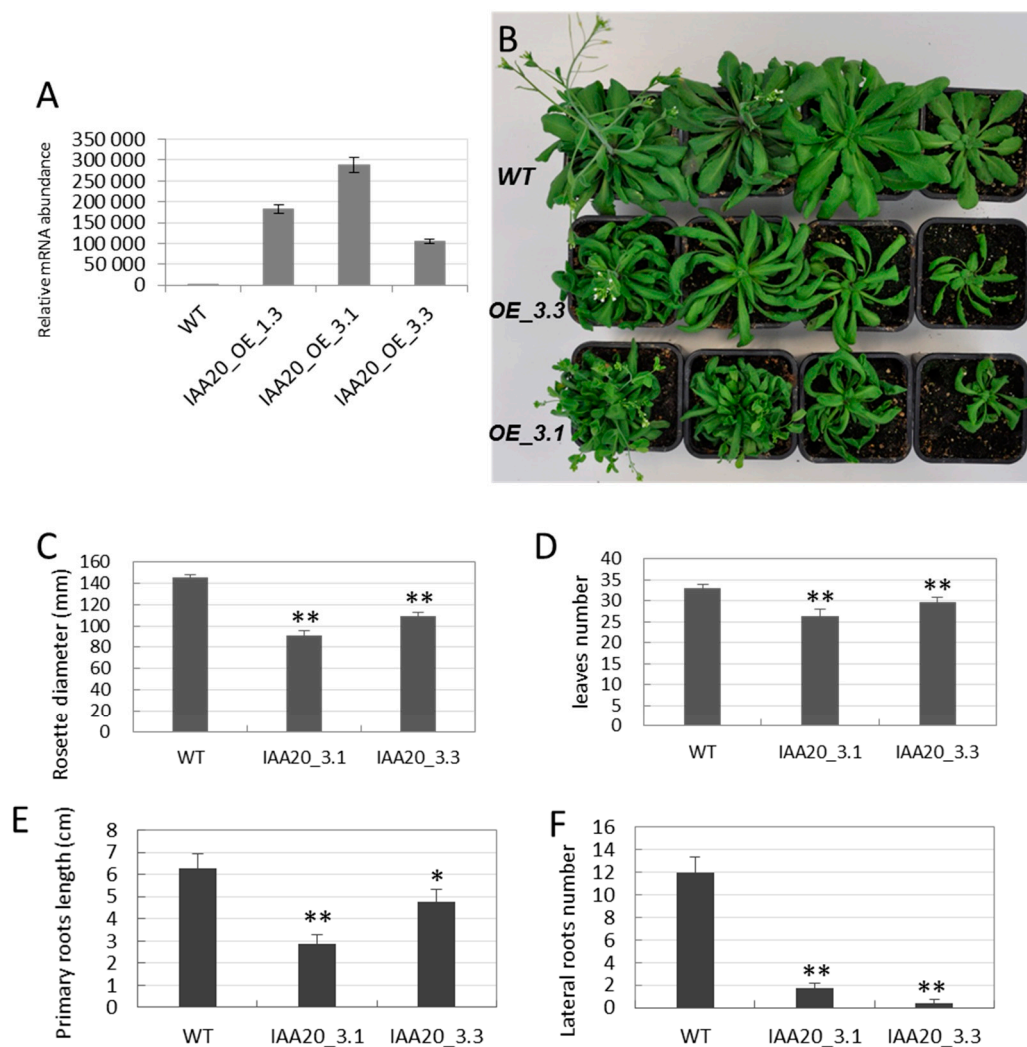 A
Relative mRNA abundance
350 000
300 000
250 000
200 000
150 000
100 000
50 000
0
WT
IAA20_OE_1.3
IAA20_OE_3.1
IAA20_OE_3.3
B
WT
OE_3.3
OE_3.1
C
Rosette diameter (mm)
160
140
120
100
80
60
40
20
0
**
**
WT IAA20_3.1 IAA20_3.3
D
leaves number
40
35
30
25
20
15
10
5
0
**
**
WT IAA20_3.1 IAA20_3.3
E
Primary roots length (cm)
8
7
6
5
4
3
2
1
0
**
*
WT IAA20_3.1 IAA20_3.3
F
Lateral roots number
16
14
12
10
8
6
4
2
0
**
**
WT IAA20_3.1 IAA20_3.3